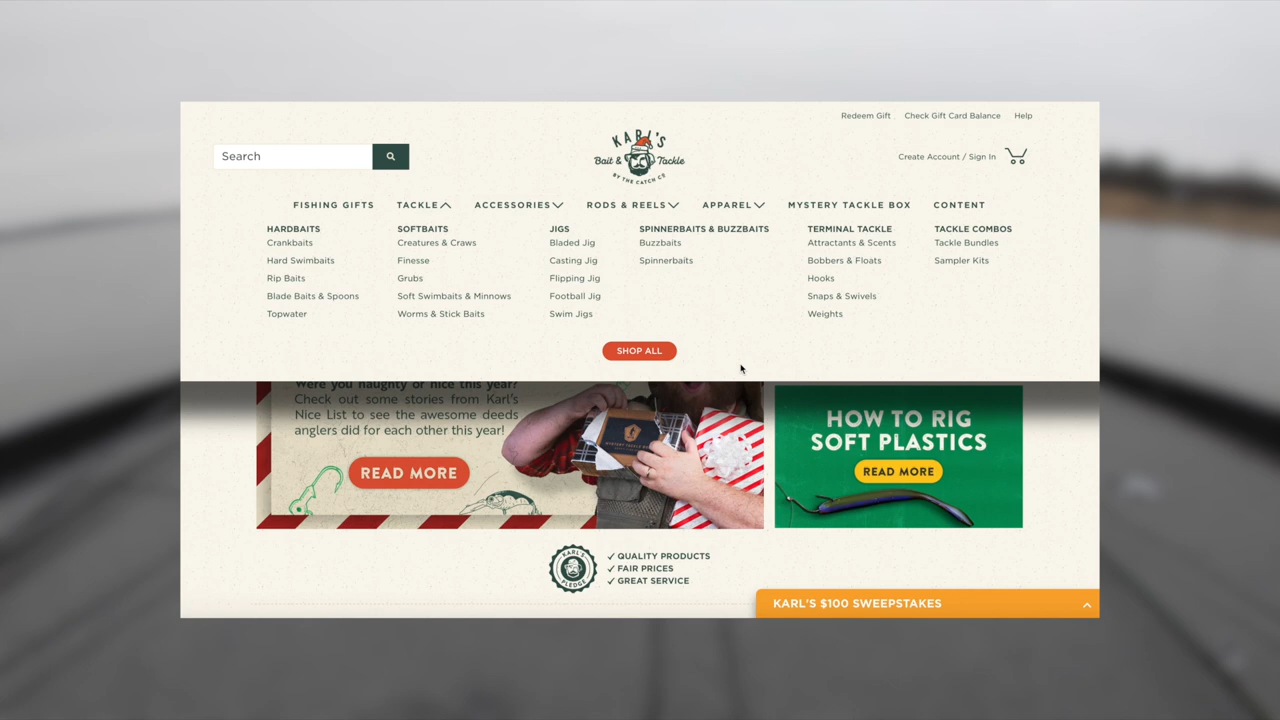 Redeem Gift Check Gift Card Balance Help
Search
KARL'S
Bait & Tackle
BY THE CATCH CO
Create Account / Sign In
FISHING GIFTS TACKLE ACCESSORIES RODS & REELS APPAREL MYSTERY TACKLE BOX CONTENT
HARDBAITS
Crankbaits
Hard Swimbaits
Rip Baits
Blade Baits & Spoons
Topwater
SOFTBAITS
Creatures & Craws
Finesse
Grubs
Soft Swimbaits & Minnows
Worms & Stick Baits
JIGS
Bladed Jig
Casting Jig
Flipping Jig
Football Jig
Swim Jigs
SPINNERBAITS & BUZZBAITS
Buzzbaits
Spinnerbaits
TERMINAL TACKLE
Attractants & Scents
Bobbers & Floats
Hooks
Snaps & Swivels
Weights
TACKLE COMBOS
Tackle Bundles
Sampler Kits
SHOP ALL
Were you naughty or nice this year?
Check out some stories from Karl's
Nice List to see the awesome deeds
anglers did for each other this year!
READ MORE
MYSTERY TACKLE
HOW TO RIG
SOFT PLASTICS
READ MORE
KARL'S
PLEDGE
✓ QUALITY PRODUCTS
✓ FAIR PRICES
✓ GREAT SERVICE
KARL'S $100 SWEEPSTAKES